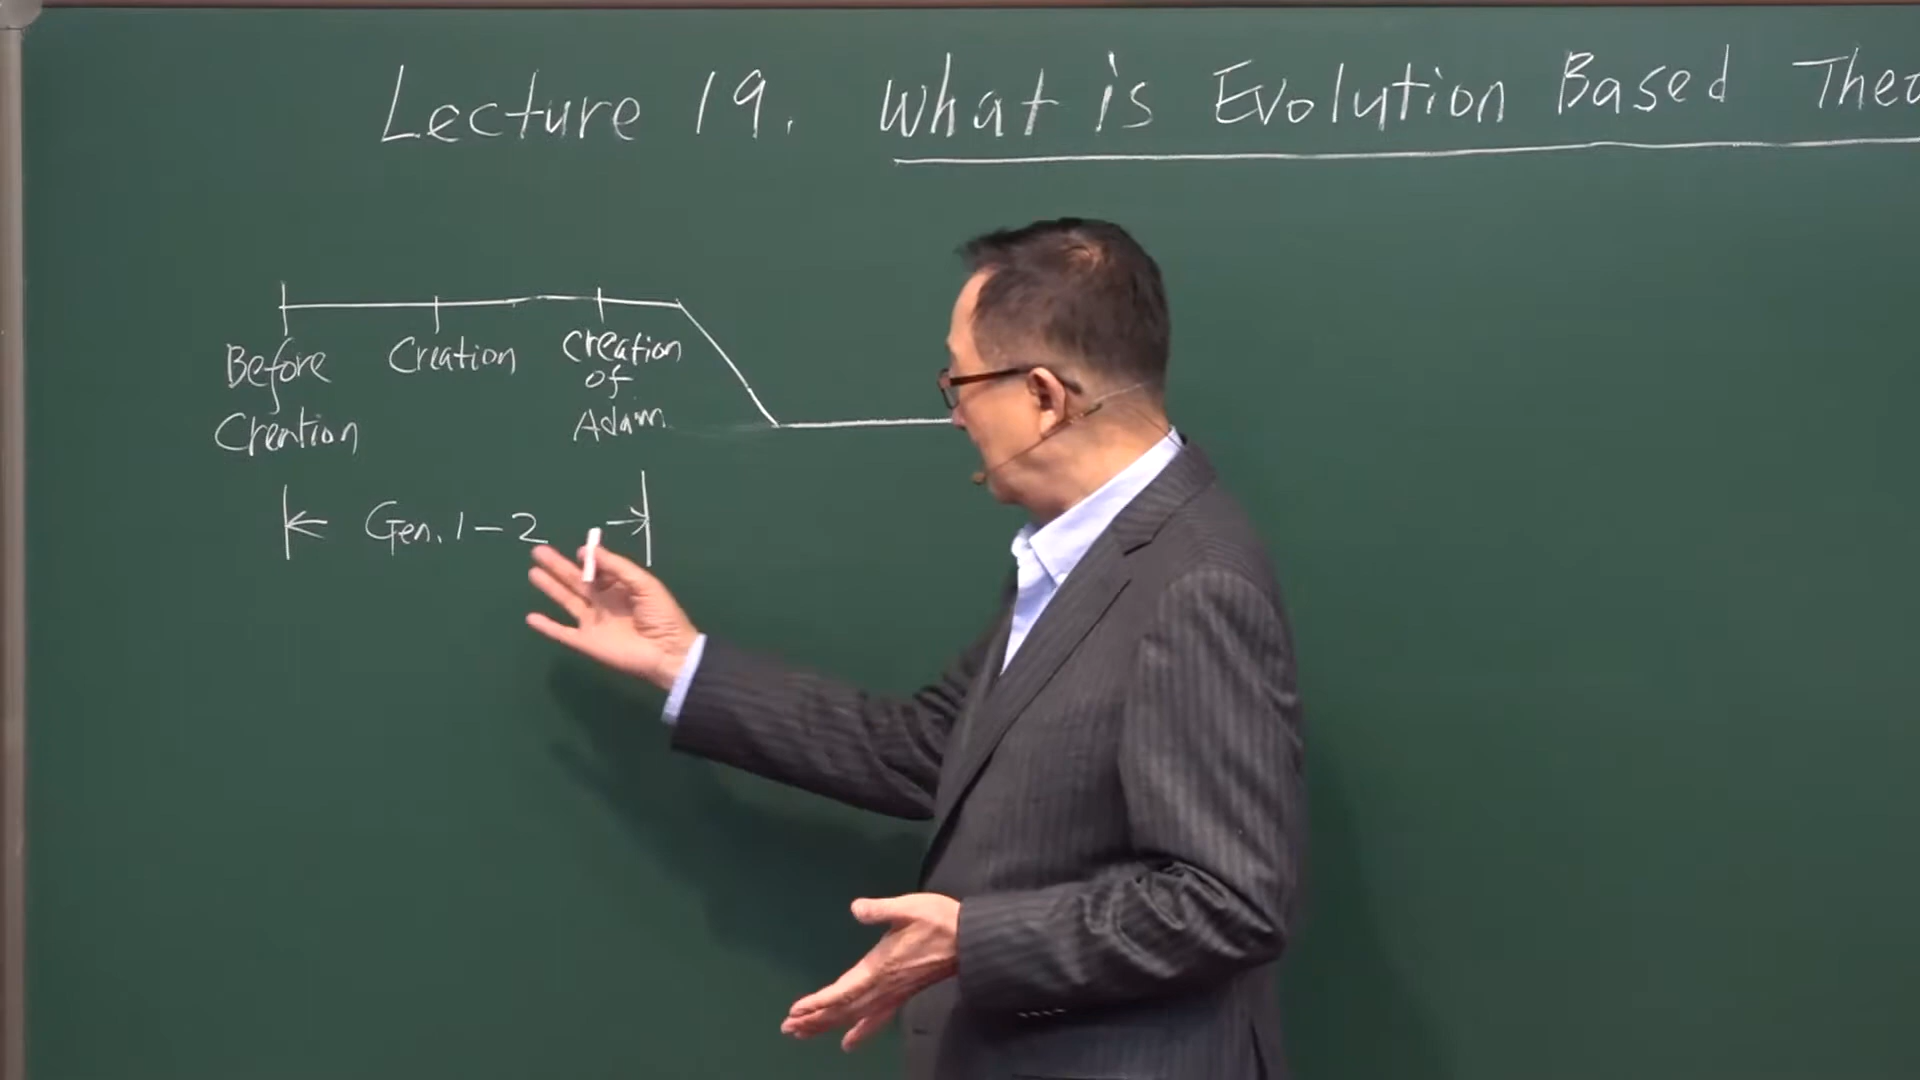 Lecture 19. What is Evolution Based
Before
Creation
Creation
Creation
of
Adam
Gen. 1-2